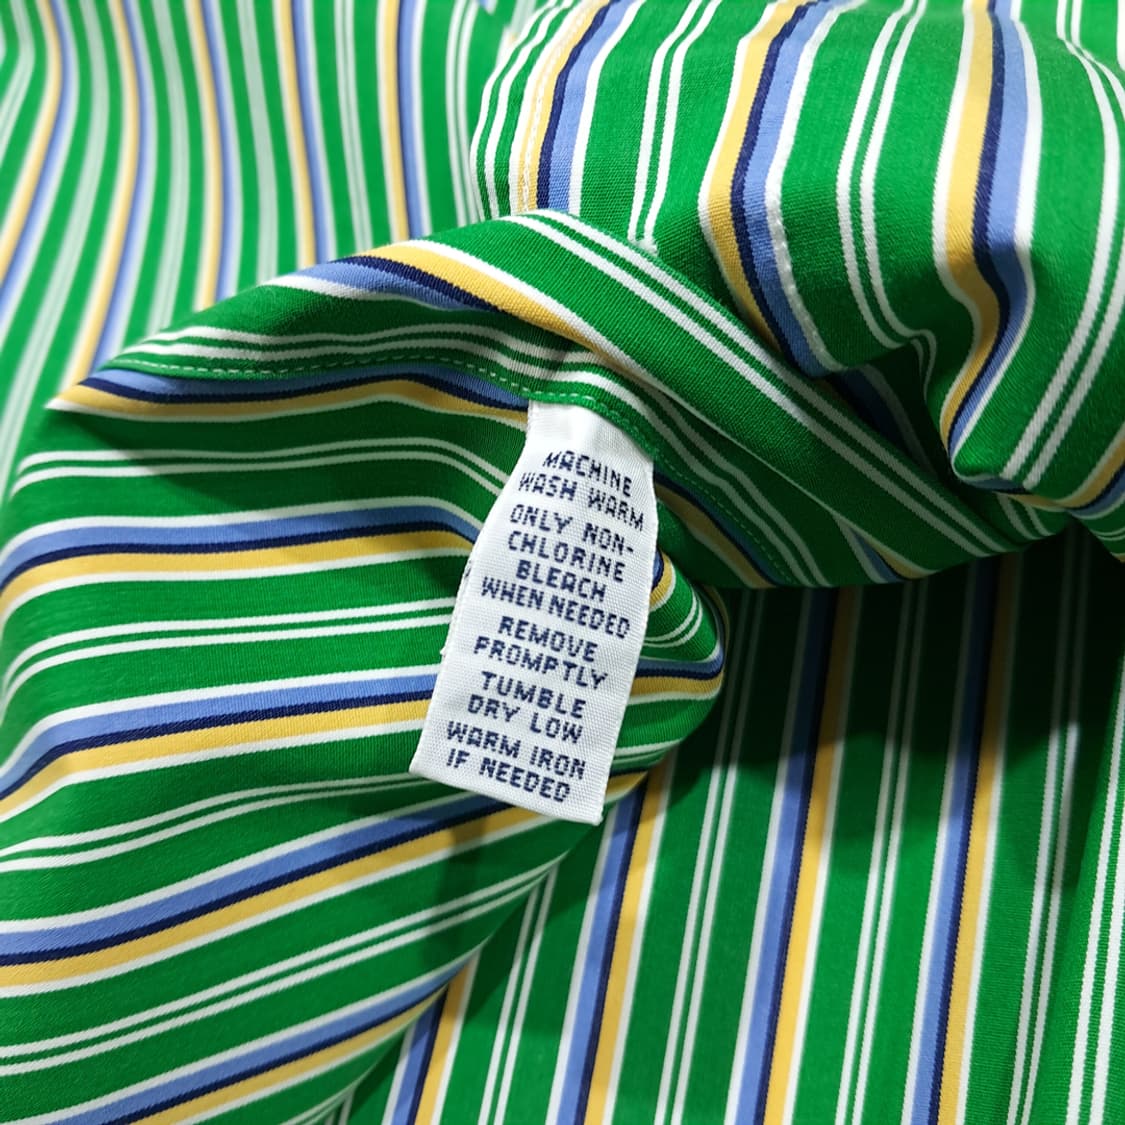 MACHINE
WASH WARM
ONLY NON-
CHLORINE
BLEACH
WHEN NEEDED
REMOVE
PROMPTLY
TUMBLE
DRY LOW
WARM IRON
IF NEEDED